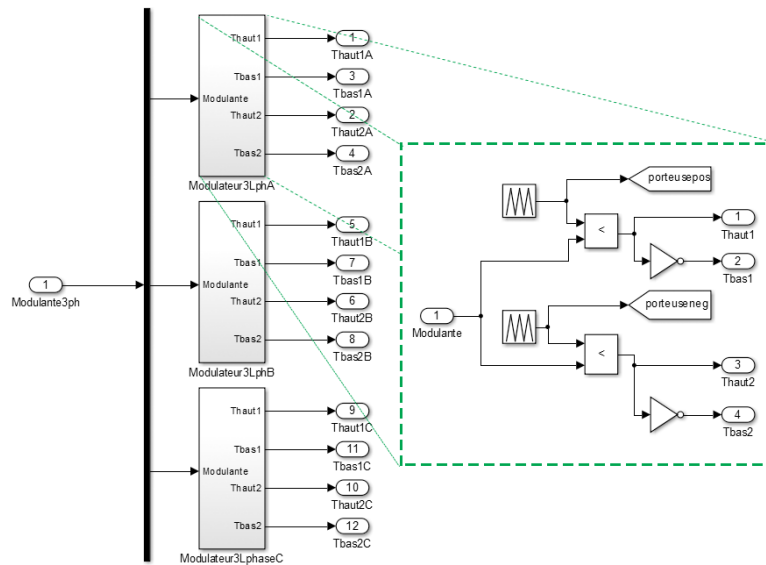 1
Modulante3ph
Thaut1
Tbas1
Modulante
Thaut2
Tbas2
Modulateur3LphA
1
Thaut1A
3
Tbas1A
2
Thaut2A
4
Tbas2A
Thaut1
Tbas1
Modulante
Thaut2
Tbas2
Modulateur3LphB
5
Thaut1B
7
Tbas1B
6
Thaut2B
8
Tbas2B
Thaut1
Tbas1
Modulante
Thaut2
Tbas2
Modulateur3LphaseC
9
Thaut1C
11
Tbas1C
10
Thaut2C
12
Tbas2C
porteusepos
<
1
Thaut1
2
Tbas1
1
Modulante
porteuseneg
<
3
Thaut2
4
Tbas2